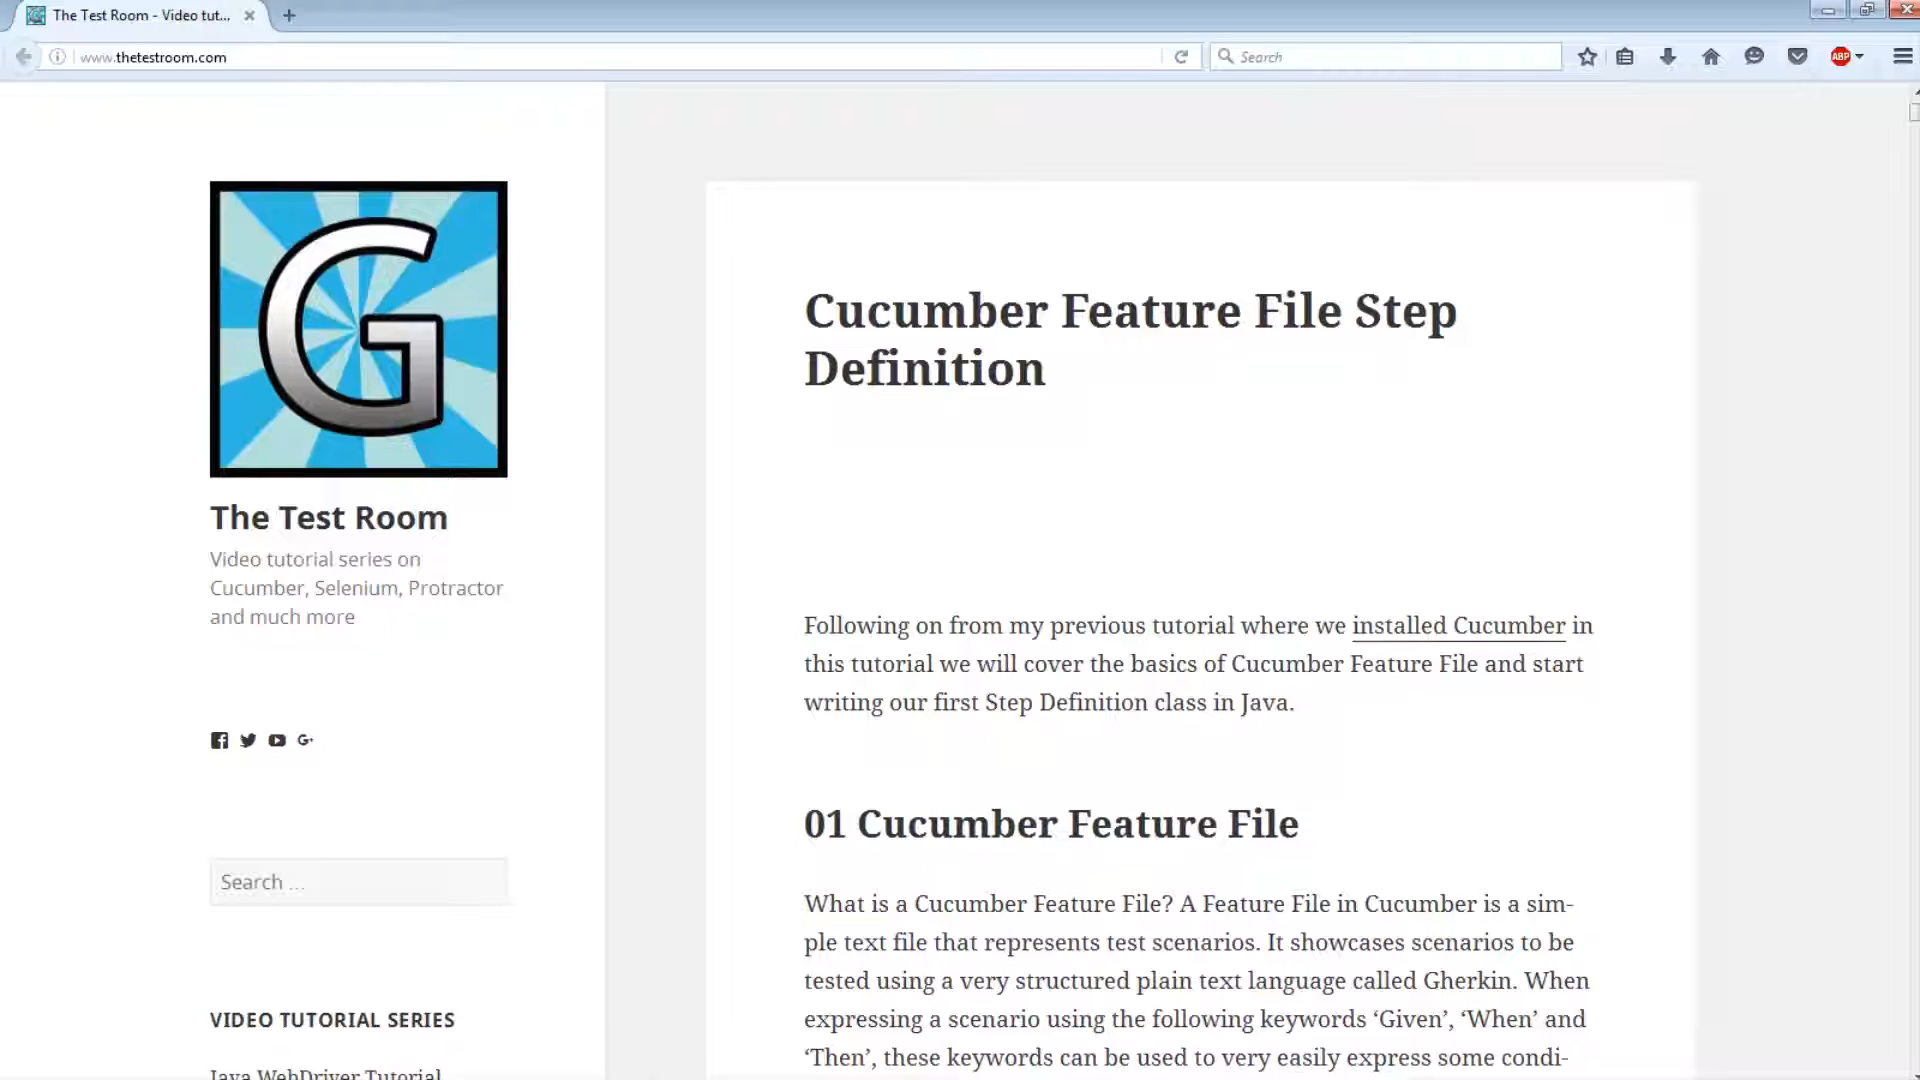 The Test Room - Video tut...
www.thetestroom.com
Search
ABP
G
The Test Room
Video tutorial series on
Cucumber, Selenium, Protractor
and much more
G+
Search ...
VIDEO TUTORIAL SERIES
Java WebDriver Tutorial
Cucumber Feature File Step
Definition
Following on from my previous tutorial where we installed Cucumber in
this tutorial we will cover the basics of Cucumber Feature File and start
writing our first Step Definition class in Java.
01 Cucumber Feature File
What is a Cucumber Feature File? A Feature File in Cucumber is a sim-
ple text file that represents test scenarios. It showcases scenarios to be
tested using a very structured plain text language called Gherkin. When
expressing a scenario using the following keywords ‘Given’, ‘When’ and
‘Then’, these keywords can be used to very easily express some condi-